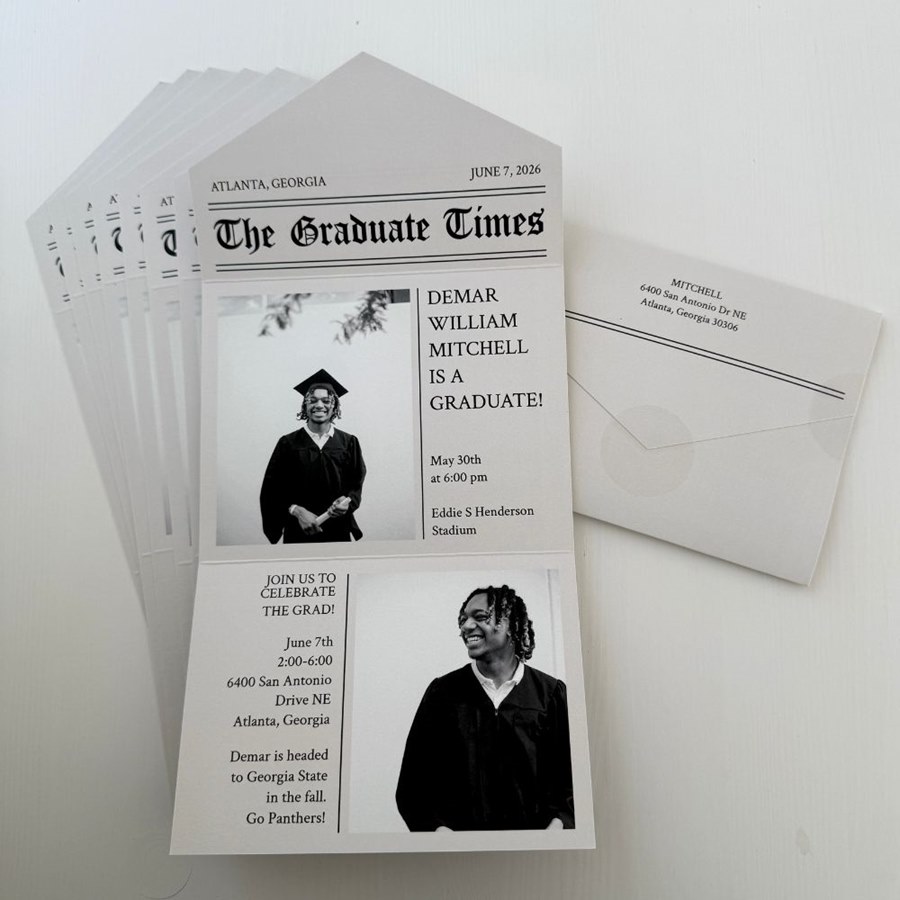 ATLANTA, GEORGIA
JUNE 7, 2026
The Graduate Times
DEMAR
WILLIAM
MITCHELL
IS A
GRADUATE!
May 30th
at 6:00 pm
Eddie S Henderson
Stadium
JOIN US TO
CELEBRATE
THE GRAD!
June 7th
2:00-6:00
6400 San Antonio
Drive NE
Atlanta, Georgia
Demar is headed
to Georgia State
in the fall.
Go Panthers!
MITCHELL
6400 San Antonio Dr NE
Atlanta, Georgia 30306
AT
T